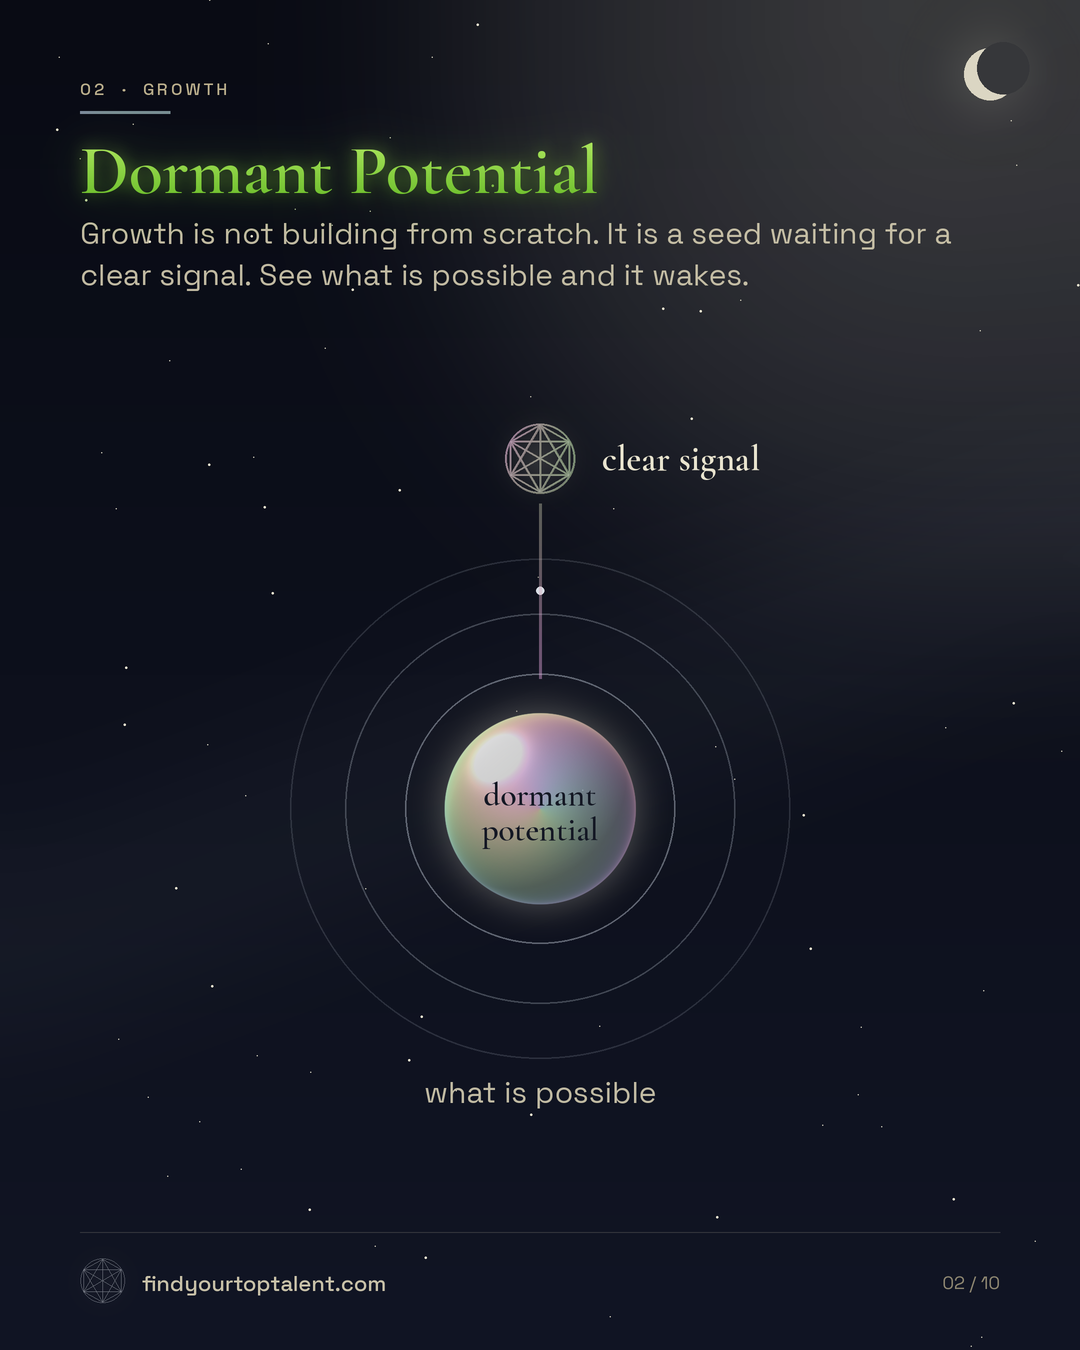 02 · GROWTH
Dormant Potential
Growth is not building from scratch. It is a seed waiting for a
clear signal. See what is possible and it wakes.
clear signal
dormant
potential
what is possible
findyourtoptalent.com
02 / 10